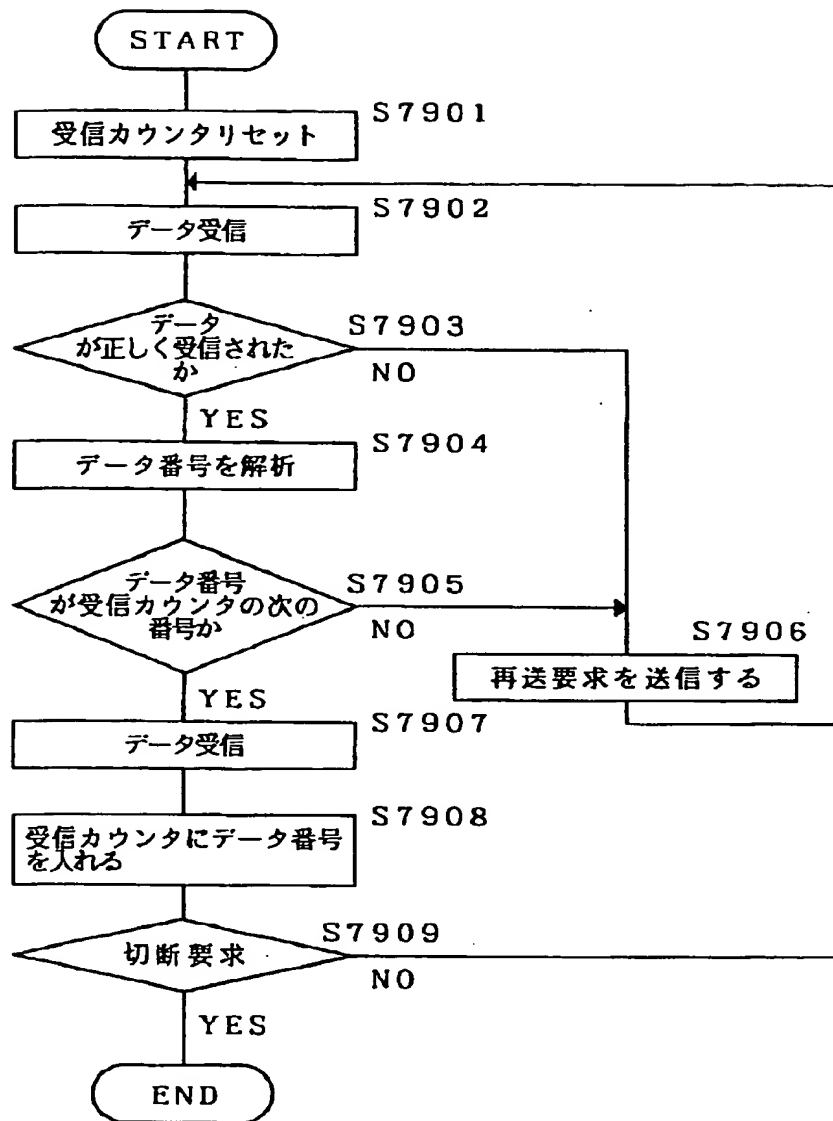 START
S7901
受信カウンタリセット
S7902
データ受信
データ
が正しく受信された
か
S7903
NO
YES
S7904
データ番号を解析
データ番号
が受信カウンタの次の
番号か
S7905
NO
S7906
再送要求を送信する
YES
S7907
データ受信
S7908
受信カウンタにデータ番号
を入れる
S7909
切断要求
NO
YES
END